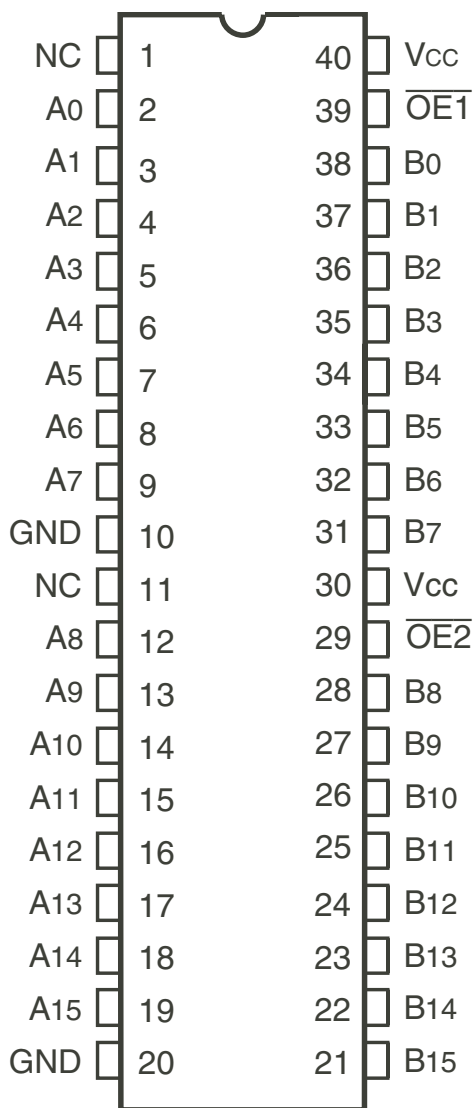 NC 1 40 Vcc
A0 2 39 OE1
A1 3 38 B0
A2 4 37 B1
A3 5 36 B2
A4 6 35 B3
A5 7 34 B4
A6 8 33 B5
A7 9 32 B6
GND 10 31 B7
NC 11 30 Vcc
A8 12 29 OE2
A9 13 28 B8
A10 14 27 B9
A11 15 26 B10
A12 16 25 B11
A13 17 24 B12
A14 18 23 B13
A15 19 22 B14
GND 20 21 B15